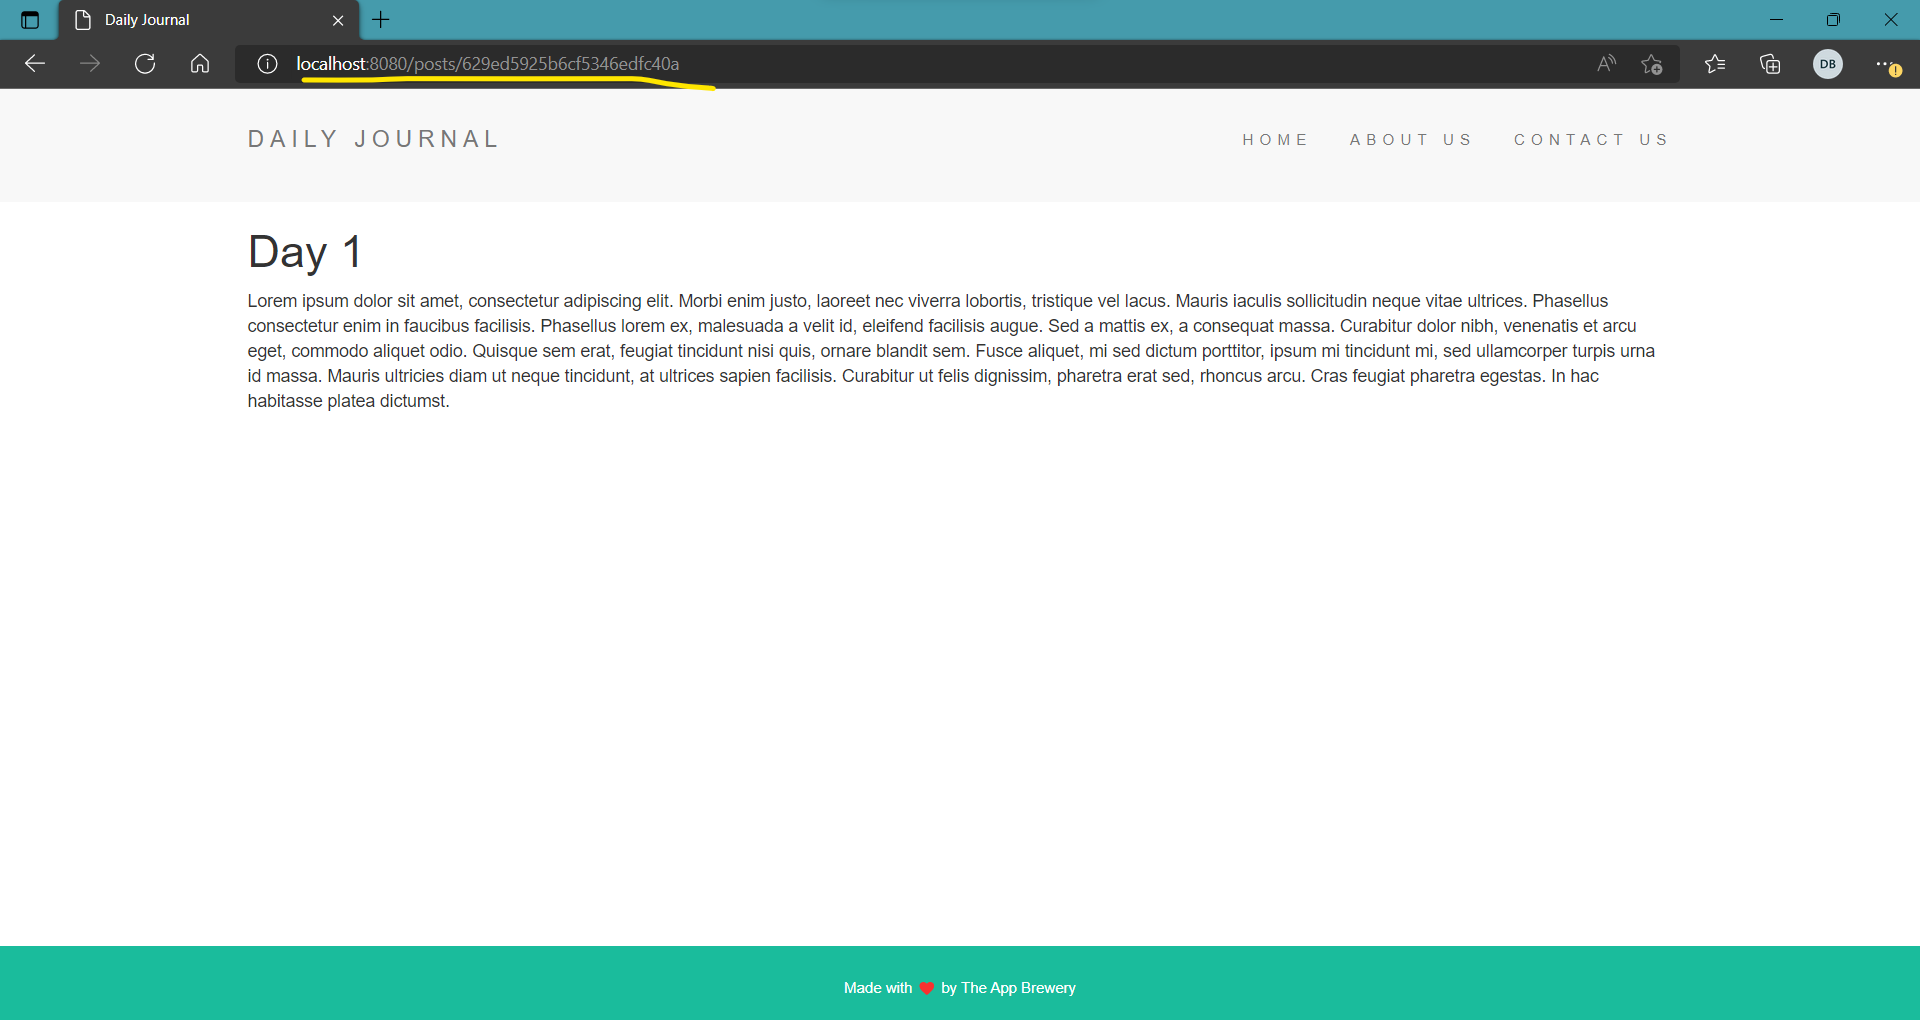 Daily Journal
localhost:8080/posts/629ed5925b6cf5346edfc40a
DB
DAILY JOURNAL
HOME ABOUT US CONTACT US
Day 1
Lorem ipsum dolor sit amet, consectetur adipiscing elit. Morbi enim justo, laoreet nec viverra lobortis, tristique vel lacus. Mauris iaculis sollicitudin neque vitae ultrices. Phasellus
consectetur enim in faucibus facilisis. Phasellus lorem ex, malesuada a velit id, eleifend facilisis augue. Sed a mattis ex, a consequat massa. Curabitur dolor nibh, venenatis et arcu
eget, commodo aliquet odio. Quisque sem erat, feugiat tincidunt nisi quis, ornare blandit sem. Fusce aliquet, mi sed dictum porttitor, ipsum mi tincidunt mi, sed ullamcorper turpis urna
id massa. Mauris ultricies diam ut neque tincidunt, at ultrices sapien facilisis. Curabitur ut felis dignissim, pharetra erat sed, rhoncus arcu. Cras feugiat pharetra egestas. In hac
habitasse platea dictumst.
Made with ❤️ by The App Brewery